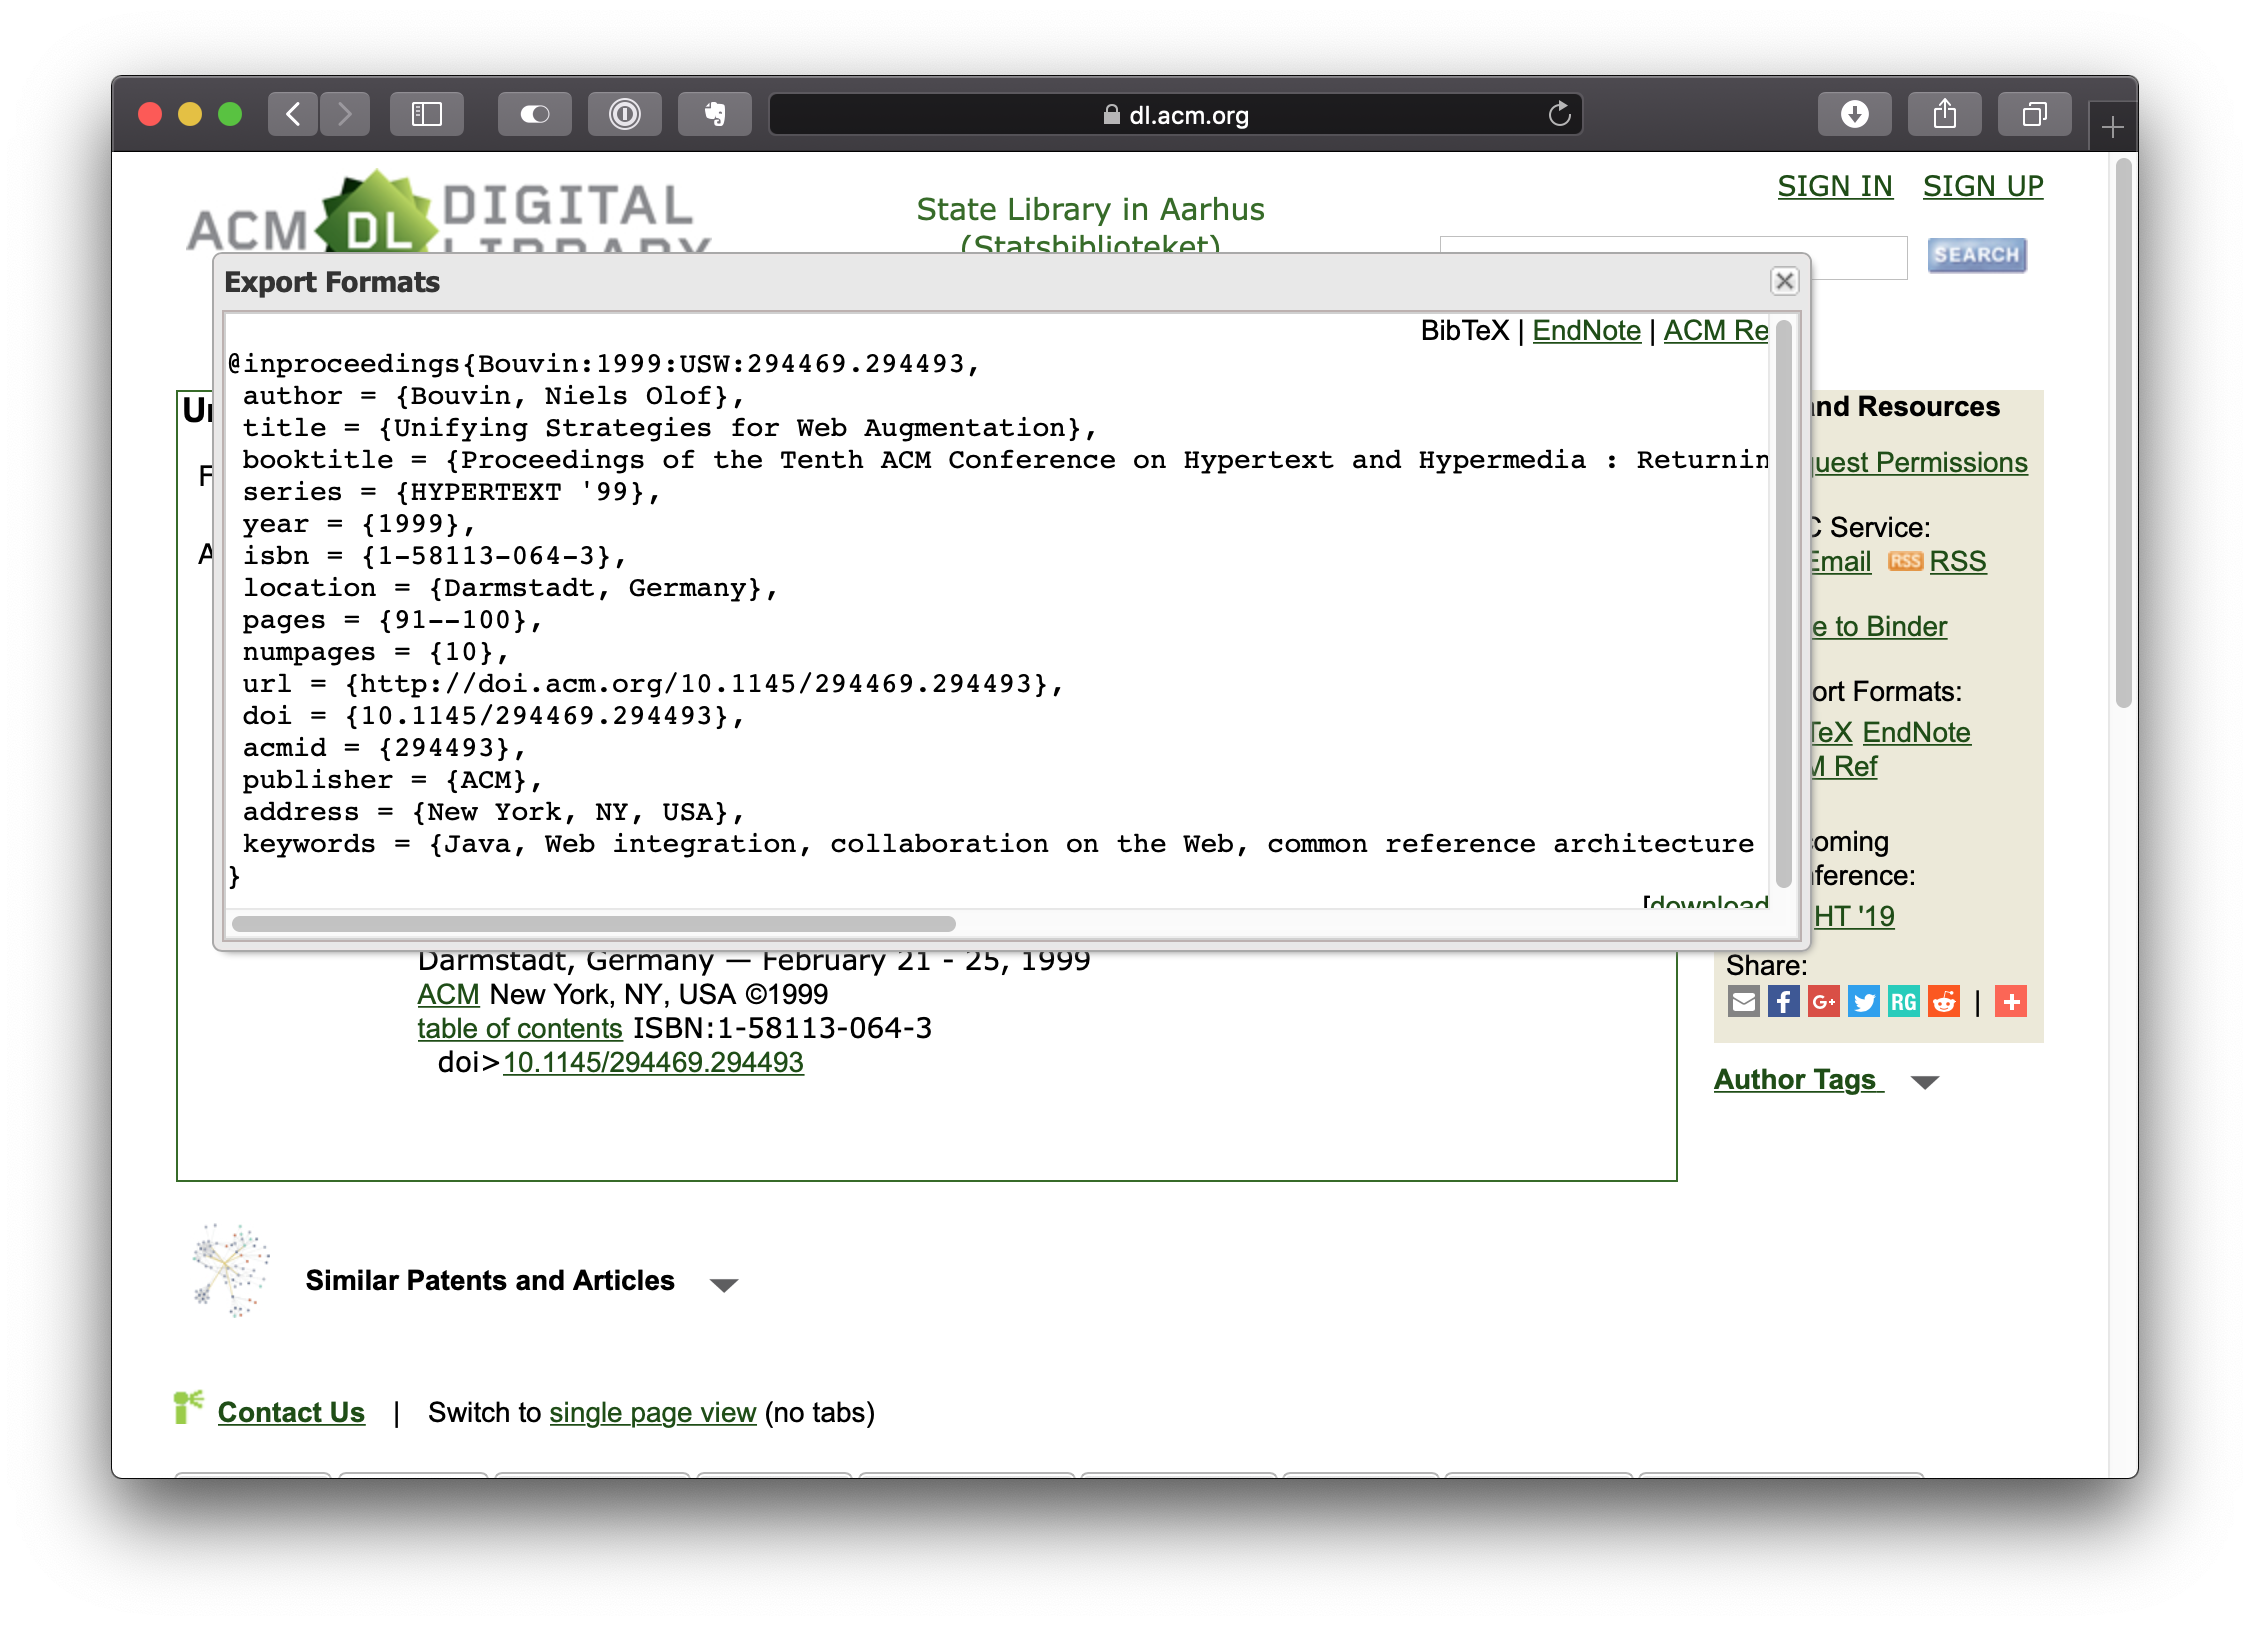 dl.acm.org
SIGN IN SIGN UP
ACM DL DIGITAL LIBRARY
State Library in Aarhus
(Statsbiblioteket)
SEARCH
Export Formats
BibTeX | EndNote | ACM Re
@inproceedings{Bouvin:1999:USW:294469.294493,
author = {Bouvin, Niels Olof},
title = {Unifying Strategies for Web Augmentation},
booktitle = {Proceedings of the Tenth ACM Conference on Hypertext and Hypermedia : Returnin
series = {HYPERTEXT '99},
year = {1999},
isbn = {1-58113-064-3},
location = {Darmstadt, Germany},
pages = {91--100},
numpages = {10},
url = {http://doi.acm.org/10.1145/294469.294493},
doi = {10.1145/294469.294493},
acmid = {294493},
publisher = {ACM},
address = {New York, NY, USA},
keywords = {Java, Web integration, collaboration on the Web, common reference architecture
}
[download
Darmstadt, Germany — February 21 - 25, 1999
ACM New York, NY, USA ©1999
table of contents ISBN:1-58113-064-3
doi>10.1145/294469.294493
and Resources
uest Permissions
C Service:
Email RSS RSS
e to Binder
ort Formats:
TeX EndNote
M Ref
oming
ference:
HT '19
Share:
G+ RG |
Author Tags
Similar Patents and Articles
Contact Us | Switch to single page view (no tabs)